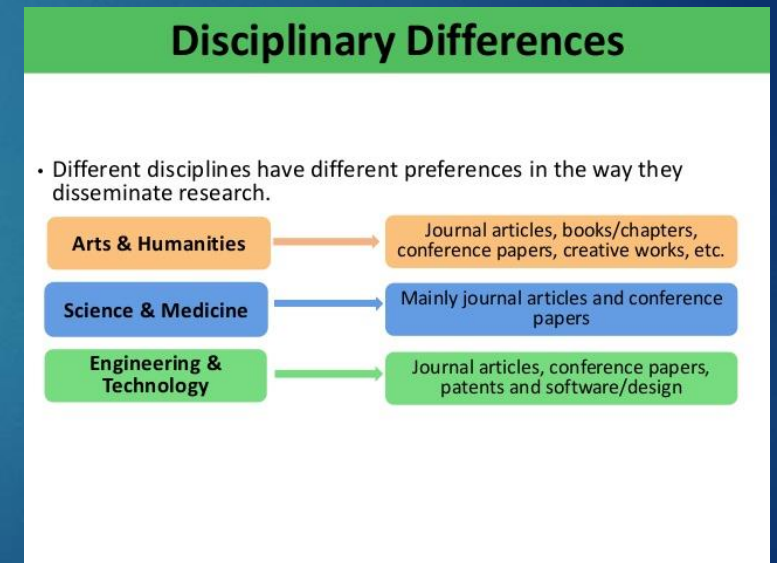 Disciplinary Differences
• Different disciplines have different preferences in the way they
disseminate research.
Arts & Humanities
Journal articles, books/chapters,
conference papers, creative works, etc.
Science & Medicine
Mainly journal articles and conference
papers
Engineering &
Technology
Journal articles, conference papers,
patents and software/design